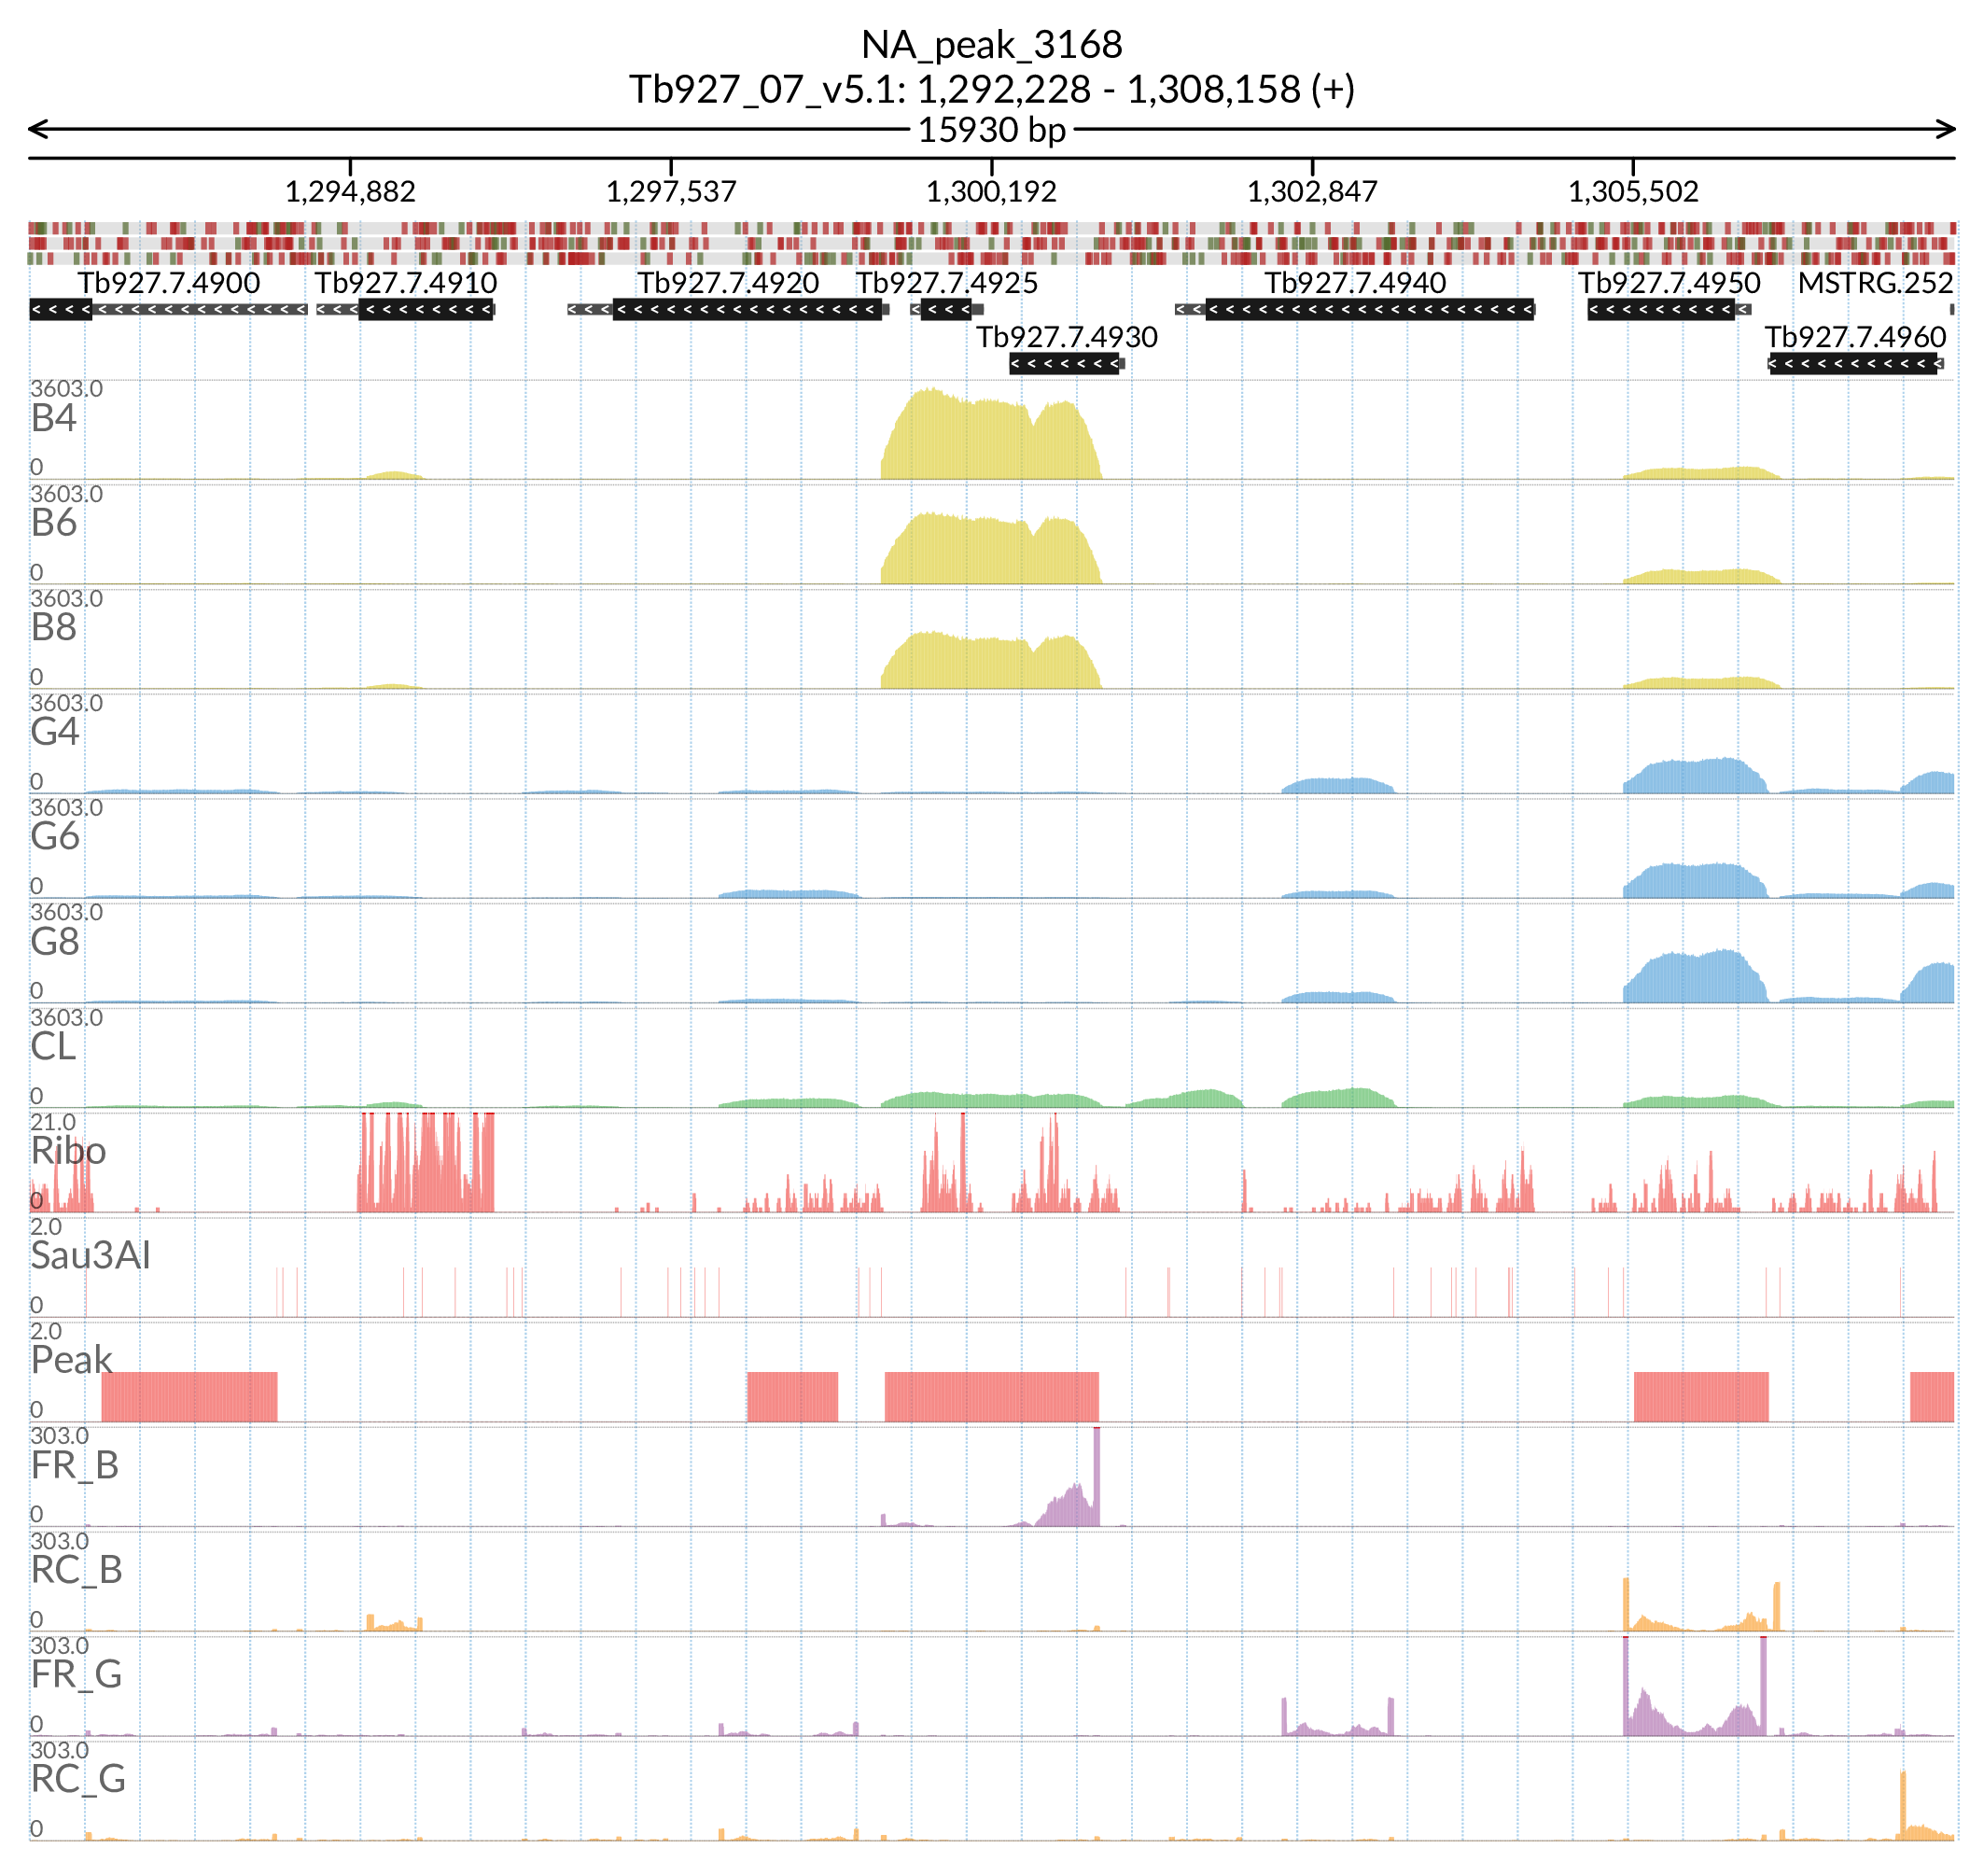 NA_peak_3168
Tb927_07_v5.1: 1,292,228 - 1,308,158 (+)
15930 bp
1,294,882 1,297,537 1,300,192 1,302,847 1,305,502
Tb927.7.4900 Tb927.7.4910 Tb927.7.4920 Tb927.7.4925 Tb927.7.4940 Tb927.7.4950 MSTRG.252
Tb927.7.4930 Tb927.7.4960
3603.0
B4
0
3603.0
B6
0
3603.0
B8
0
3603.0
G4
0
3603.0
G6
0
3603.0
G8
0
3603.0
CL
0
21.0
Ribo
0
2.0
Sau3AI
0
2.0
Peak
0
303.0
FR_B
0
303.0
RC_B
0
303.0
FR_G
0
303.0
RC_G
0